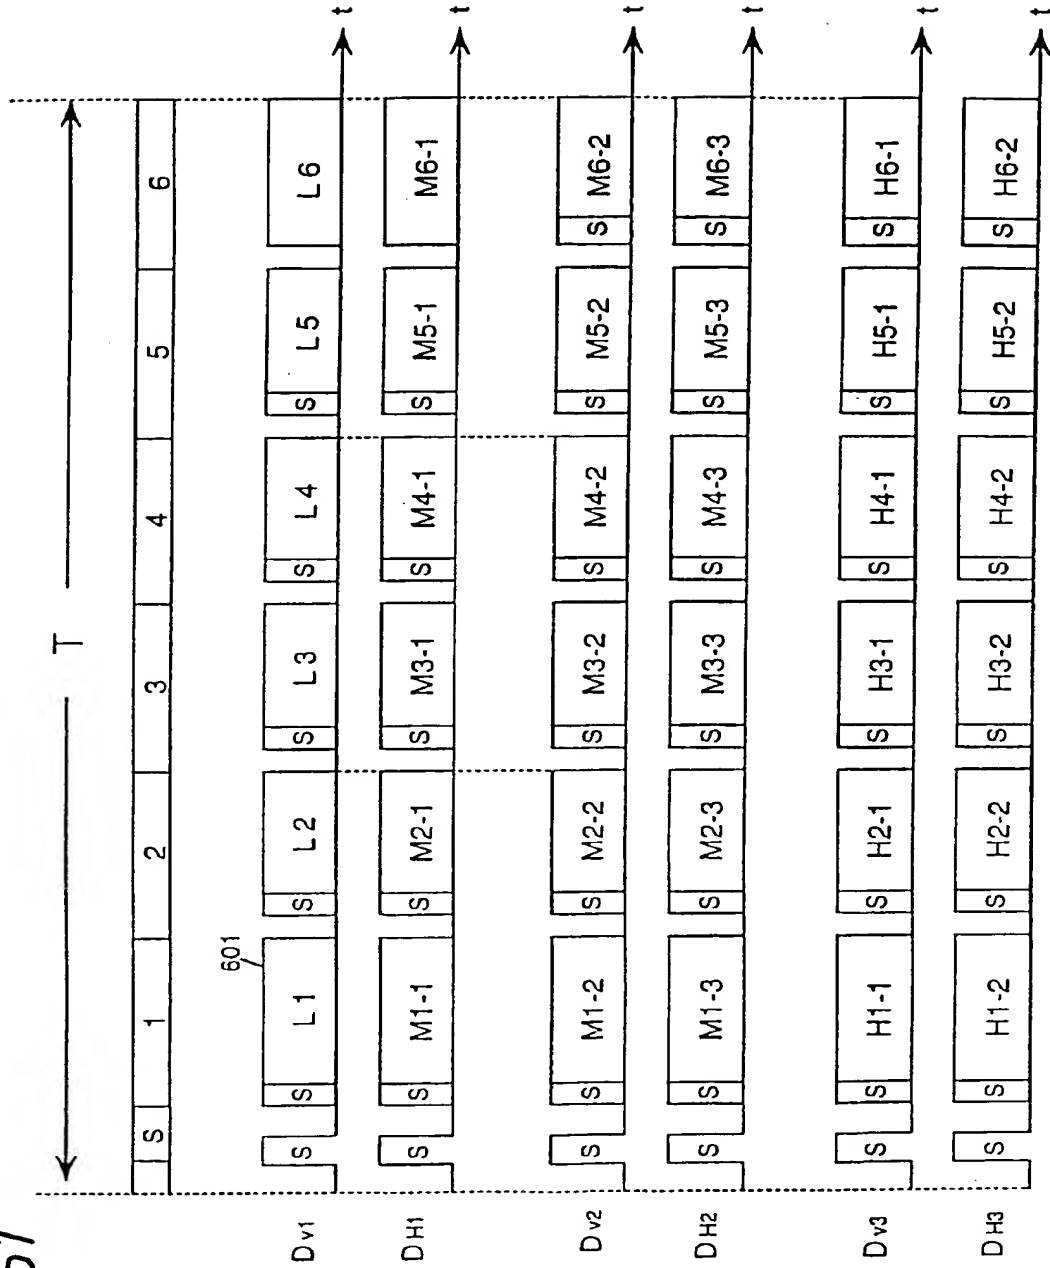 T
S 1 2 3 4 5 6
601
Dv1 S S L1 S L2 S L3 S L4 S L5 L6 t
DH1 S S M1-1 S M2-1 S M3-1 S M4-1 S M5-1 M6-1 t
Dv2 S S M1-2 S M2-2 S M3-2 S M4-2 S M5-2 S M6-2 t
DH2 S S M1-3 S M2-3 S M3-3 S M4-3 S M5-3 S M6-3 t
Dv3 S S H1-1 S H2-1 S H3-1 S H4-1 S H5-1 S H6-1 t
DH3 S S H1-2 S H2-2 S H3-2 S H4-2 S H5-2 S H6-2 t